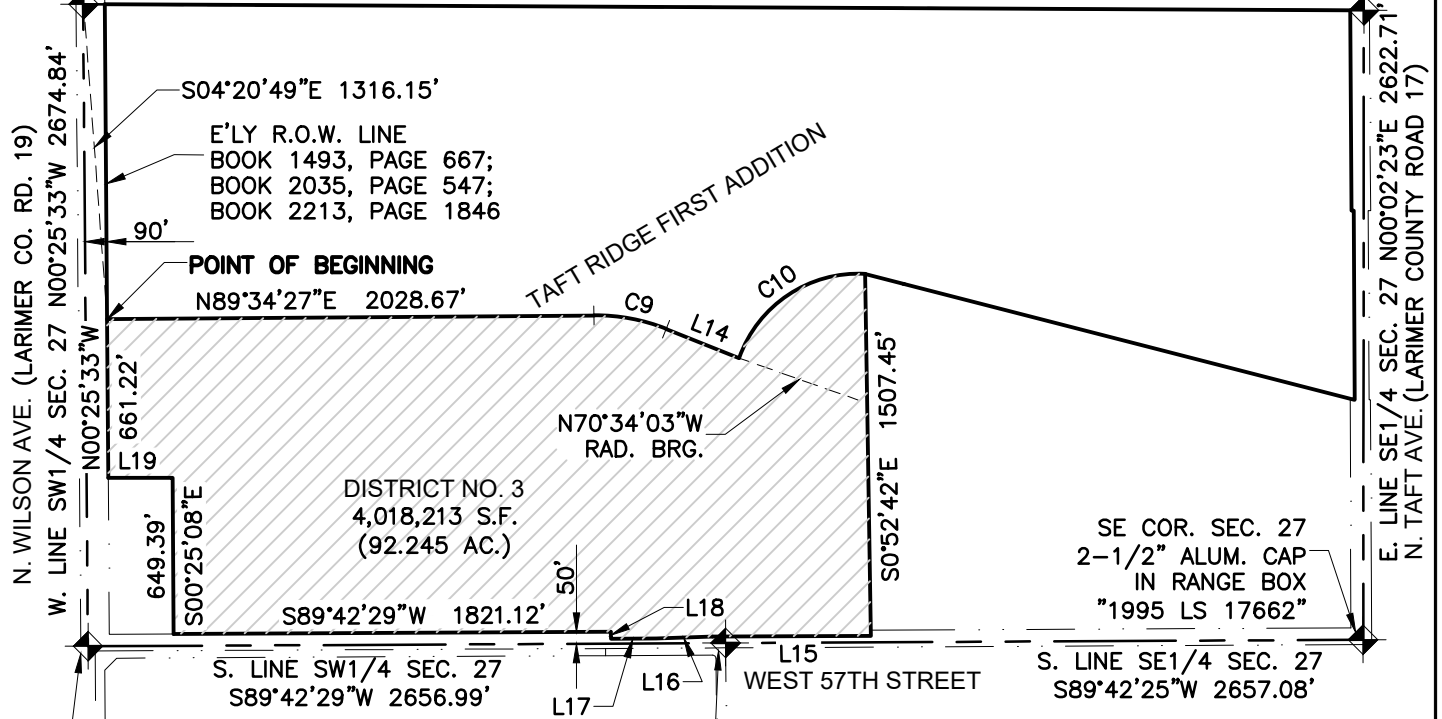 S04°20'49"E 1316.15'
E'LY R.O.W. LINE
BOOK 1493, PAGE 667;
BOOK 2035, PAGE 547;
BOOK 2213, PAGE 1846
90'
POINT OF BEGINNING
N89°34'27"E 2028.67'
TAFT RIDGE FIRST ADDITION
C9
L14
C10
N. WILSON AVE. (LARIMER CO. RD. 19)
W. LINE SW1/4 SEC. 27 N00°25'33"W 2674.84'
N00°25'33"W
661.22'
L19
N70°34'03"W
RAD. BRG.
S0°52'42"E 1507.45'
DISTRICT NO. 3
4,018,213 S.F.
(92.245 AC.)
649.39'
S00°25'08"E
S89°42'29"W 1821.12'
50'
L18
SE COR. SEC. 27
2-1/2" ALUM. CAP
IN RANGE BOX
"1995 LS 17662"
E. LINE SE1/4 SEC. 27 N00°02'23"E 2622.71'
N. TAFT AVE. (LARIMER COUNTY ROAD 17)
S. LINE SW1/4 SEC. 27
S89°42'29"W 2656.99'
L17
L16
L15
WEST 57TH STREET
S. LINE SE1/4 SEC. 27
S89°42'25"W 2657.08'